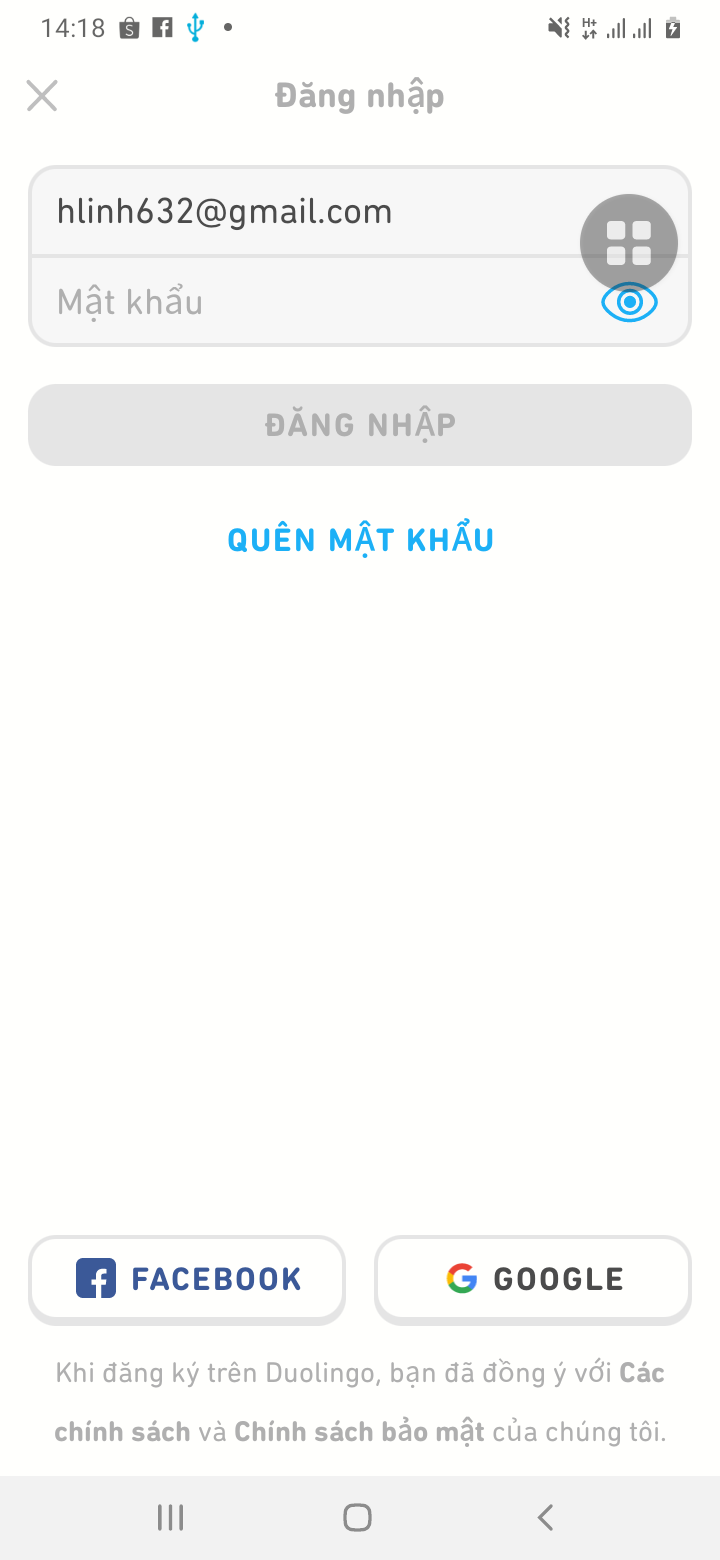 14:18
H+
Đăng nhập
hlinh632@gmail.com
Mật khẩu
ĐĂNG NHẬP
QUÊN MẬT KHẨU
FACEBOOK
GOOGLE
Khi đăng ký trên Duolingo, bạn đã đồng ý với Các
chính sách và Chính sách bảo mật của chúng tôi.